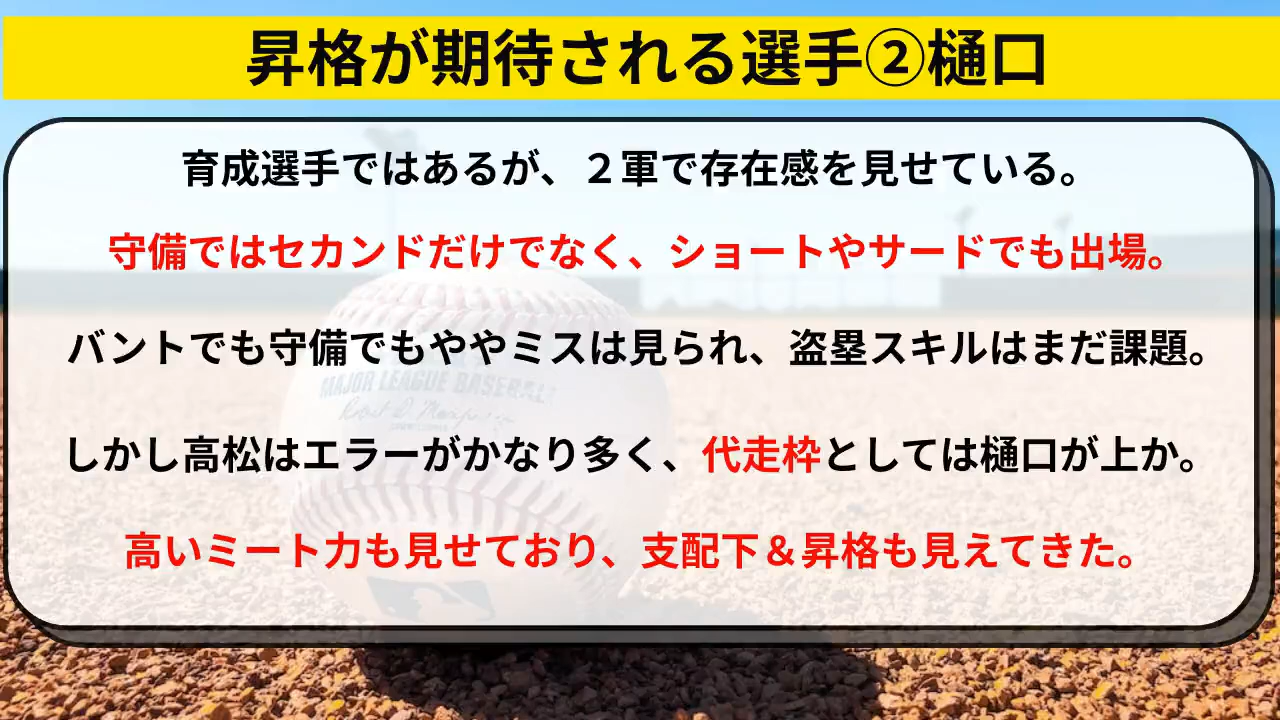 昇格が期待される選手②樋口
育成選手ではあるが、２軍で存在感を見せている。
守備ではセカンドだけでなく、ショートやサードでも出場。
バントでも守備でもややミスは見られ、盗塁スキルはまだ課題。
MAJOR LEAGUE BASEBALL
しかし高松はエラーがかなり多く、代走枠としては樋口が上か。
高いミート力も見せており、支配下＆昇格も見えてきた。